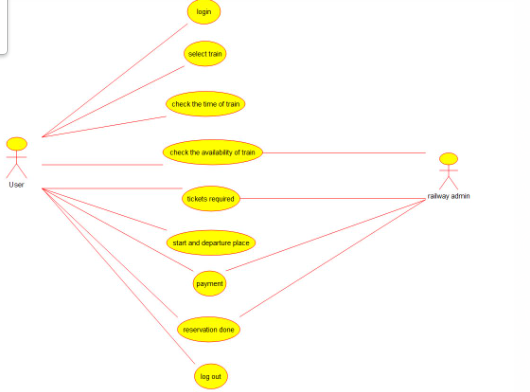 login
select train
check the time of train
check the availability of train
User
railway admin
tickets required
start and departure place
payment
reservation done
log out